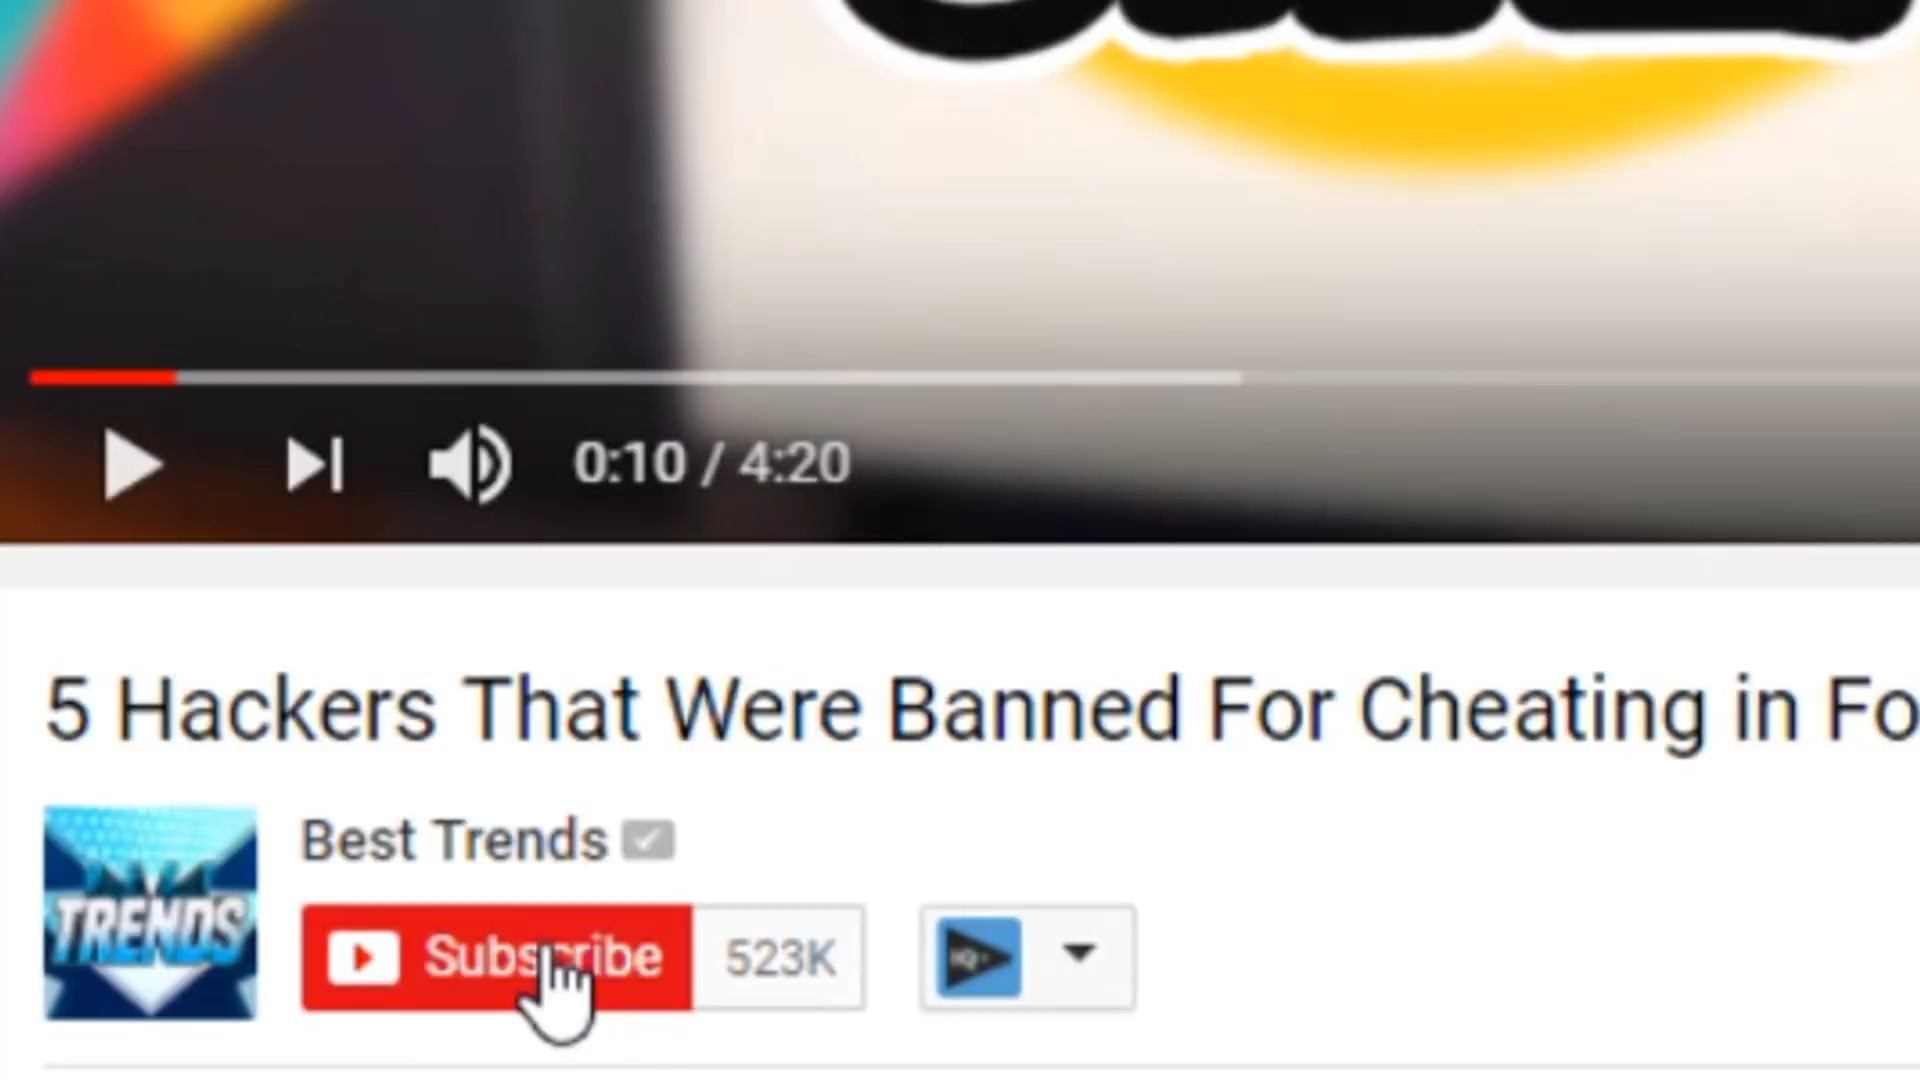 0:10 / 4:20
5 Hackers That Were Banned For Cheating in Fo
Best Trends
TRENDS
Subscribe 523K